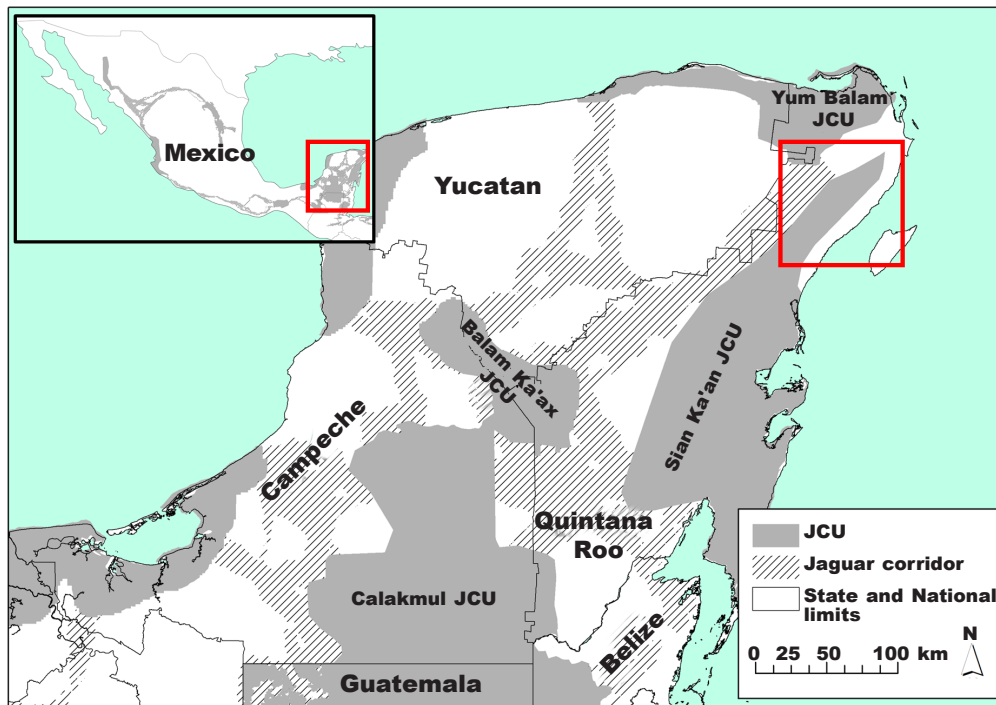 Mexico
Yum Balam
JCU
Yucatan
Balam Ka'ax
JCU
Sian Ka'an JCU
Campeche
Quintana
Roo
Calakmul JCU
Belize
Guatemala
JCU
Jaguar corridor
State and National
limits
N
0 25 50 100 km